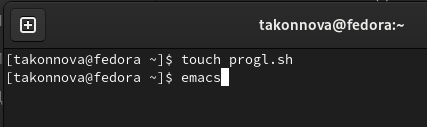 takonnova@fedora:~
[takonnova@fedora ~]$ touch progl.sh
[takonnova@fedora ~]$ emacs